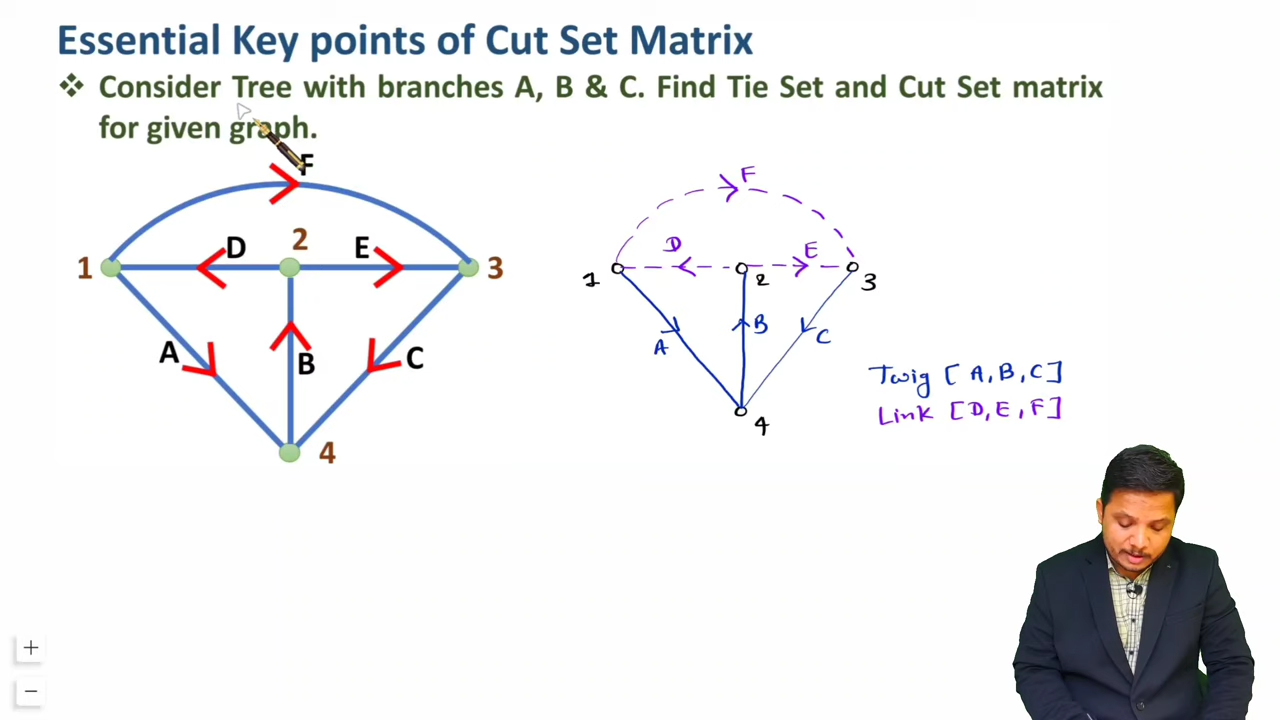 Essential Key points of Cut Set Matrix
❖ Consider Tree with branches A, B & C. Find Tie Set and Cut Set matrix
for given graph.
F
D 2 E
1 3
A B C
4
F
D E
1 2 3
A B C
4
Twig [ A, B, C ]
Link [ D, E, F ]
+
−